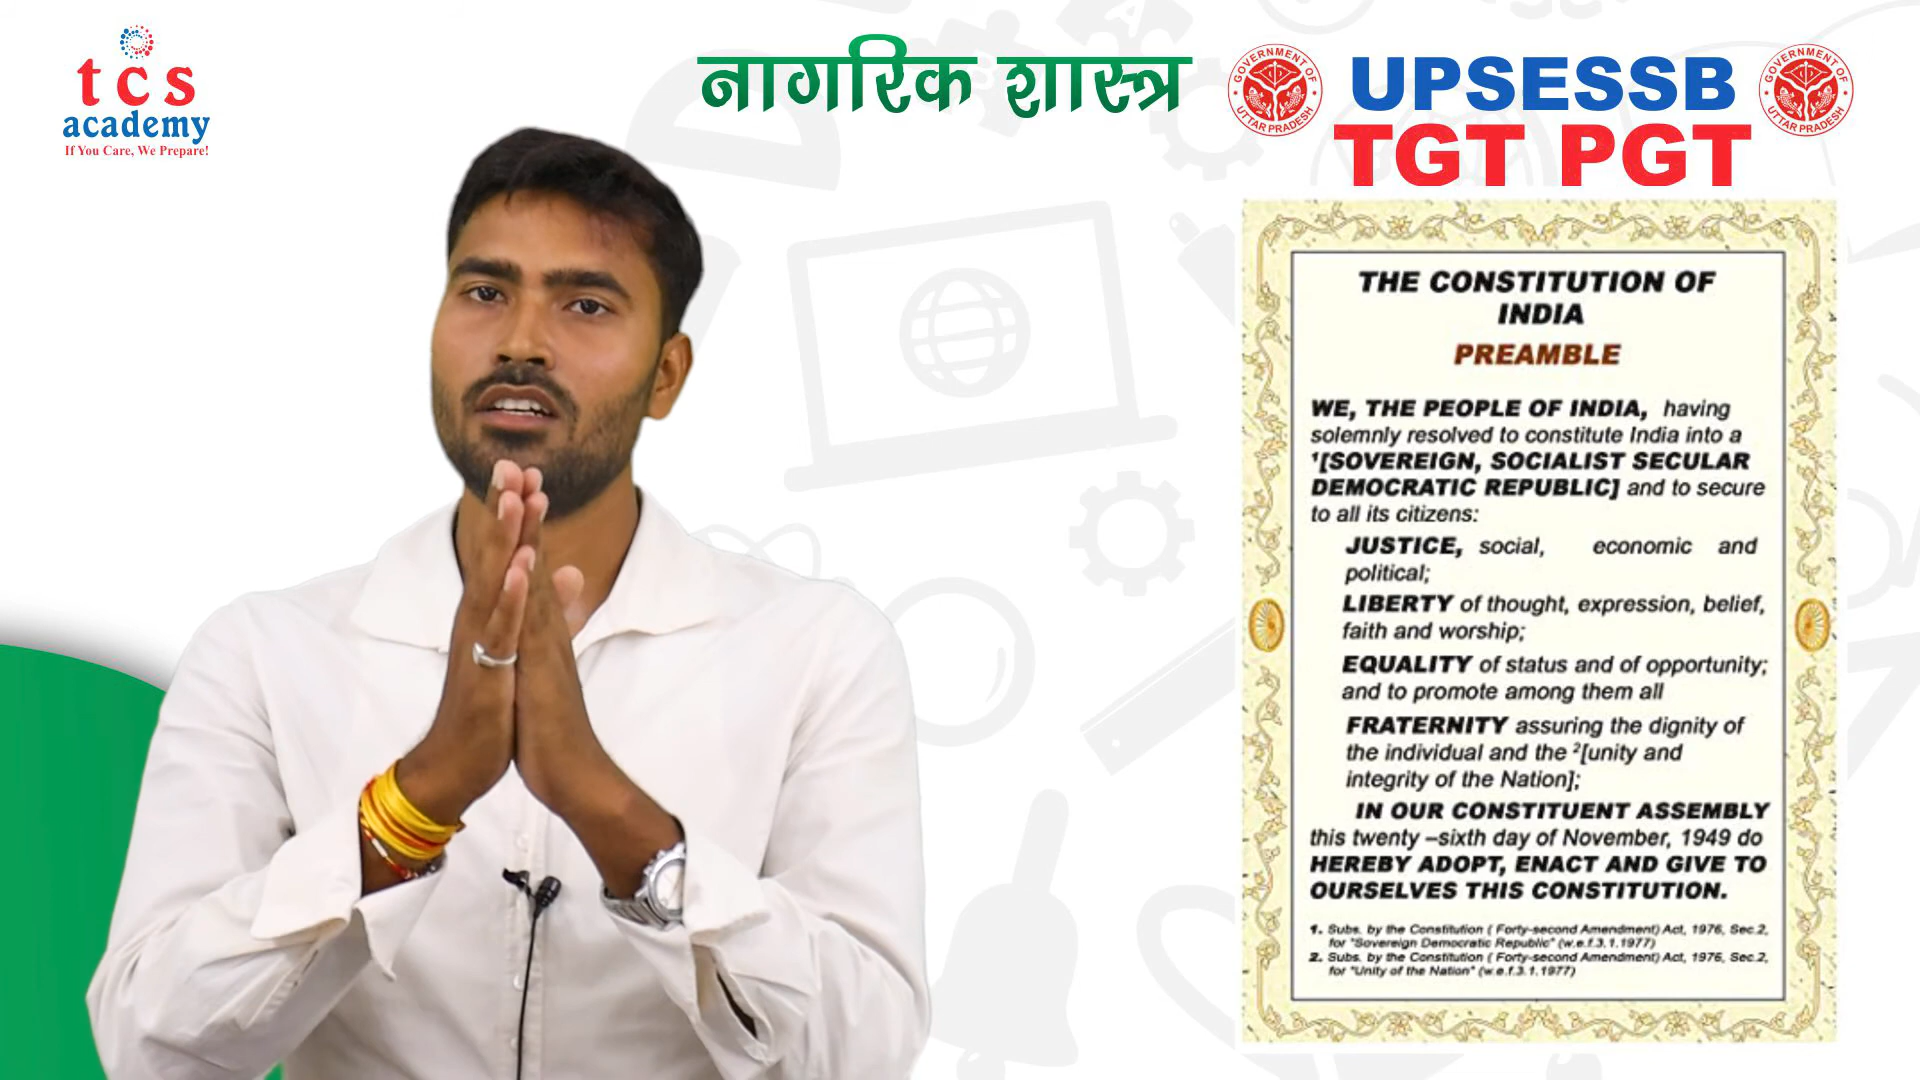 tcs
academy
If You Care, We Prepare!
नागरिक शास्त्र
GOVERNMENT OF
UTTAR PRADESH
UPSESSB
TGT PGT
GOVERNMENT OF
UTTAR PRADESH
THE CONSTITUTION OF
INDIA
PREAMBLE
WE, THE PEOPLE OF INDIA, having
solemnly resolved to constitute India into a
¹[SOVEREIGN, SOCIALIST SECULAR
DEMOCRATIC REPUBLIC] and to secure
to all its citizens:
JUSTICE, social, economic and
political;
LIBERTY of thought, expression, belief,
faith and worship;
EQUALITY of status and of opportunity;
and to promote among them all
FRATERNITY assuring the dignity of
the individual and the ²[unity and
integrity of the Nation];
IN OUR CONSTITUENT ASSEMBLY
this twenty –sixth day of November, 1949 do
HEREBY ADOPT, ENACT AND GIVE TO
OURSELVES THIS CONSTITUTION.
1. Subs. by the Constitution ( Forty-second Amendment) Act, 1976, Sec.2,
for "Sovereign Democratic Republic" (w.e.f.3.1.1977)
2. Subs. by the Constitution ( Forty-second Amendment) Act, 1976, Sec.2,
for "Unity of the Nation" (w.e.f.3.1.1977)